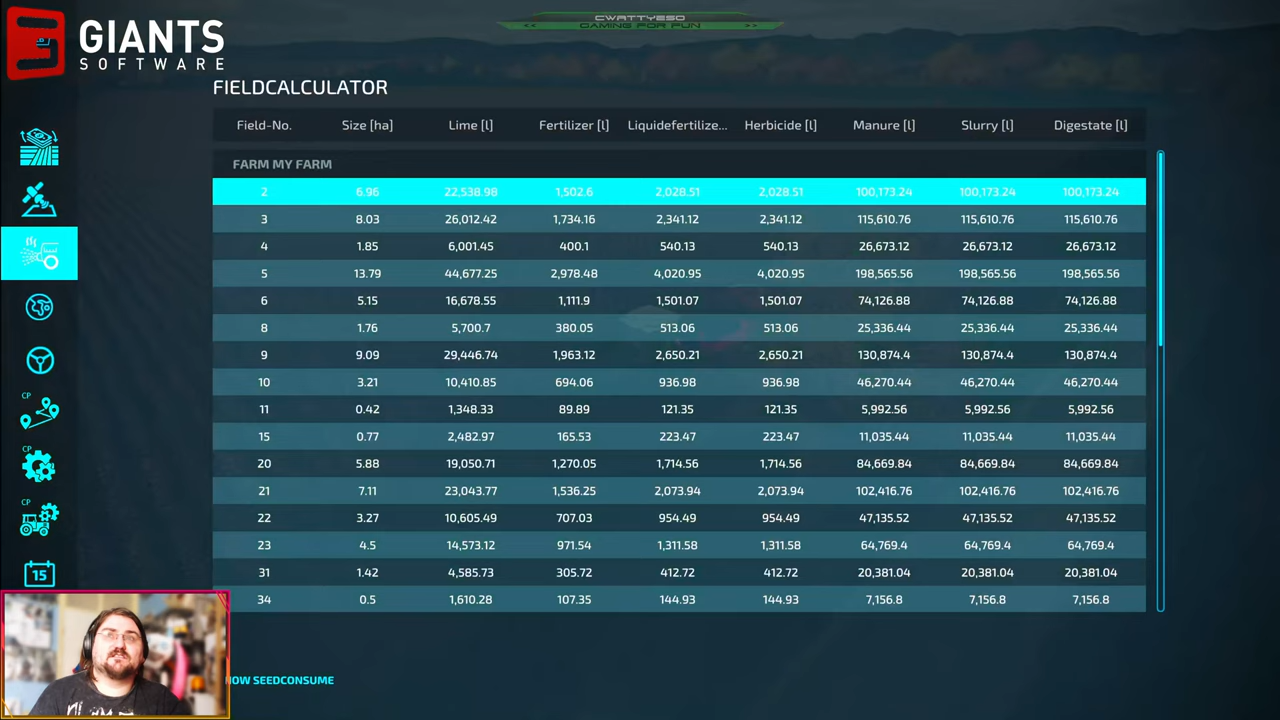 CWATTYESO
<< GAMING FOR FUN >>
GIANTS
SOFTWARE
FIELDCALCULATOR
Field-No. Size [ha] Lime [l] Fertilizer [l] Liquidefertilize... Herbicide [l] Manure [l] Slurry [l] Digestate [l]
FARM MY FARM
2 6.96 22,538.98 1,502.6 2,028.51 2,028.51 100,173.24 100,173.24 100,173.24
3 8.03 26,012.42 1,734.16 2,341.12 2,341.12 115,610.76 115,610.76 115,610.76
4 1.85 6,001.45 400.1 540.13 540.13 26,673.12 26,673.12 26,673.12
5 13.79 44,677.25 2,978.48 4,020.95 4,020.95 198,565.56 198,565.56 198,565.56
6 5.15 16,678.55 1,111.9 1,501.07 1,501.07 74,126.88 74,126.88 74,126.88
8 1.76 5,700.7 380.05 513.06 513.06 25,336.44 25,336.44 25,336.44
9 9.09 29,446.74 1,963.12 2,650.21 2,650.21 130,874.4 130,874.4 130,874.4
10 3.21 10,410.85 694.06 936.98 936.98 46,270.44 46,270.44 46,270.44
11 0.42 1,348.33 89.89 121.35 121.35 5,992.56 5,992.56 5,992.56
15 0.77 2,482.97 165.53 223.47 223.47 11,035.44 11,035.44 11,035.44
20 5.88 19,050.71 1,270.05 1,714.56 1,714.56 84,669.84 84,669.84 84,669.84
21 7.11 23,043.77 1,536.25 2,073.94 2,073.94 102,416.76 102,416.76 102,416.76
22 3.27 10,605.49 707.03 954.49 954.49 47,135.52 47,135.52 47,135.52
23 4.5 14,573.12 971.54 1,311.58 1,311.58 64,769.4 64,769.4 64,769.4
31 1.42 4,585.73 305.72 412.72 412.72 20,381.04 20,381.04 20,381.04
34 0.5 1,610.28 107.35 144.93 144.93 7,156.8 7,156.8 7,156.8
CP
CP
CP
15
HOW SEEDCONSUME